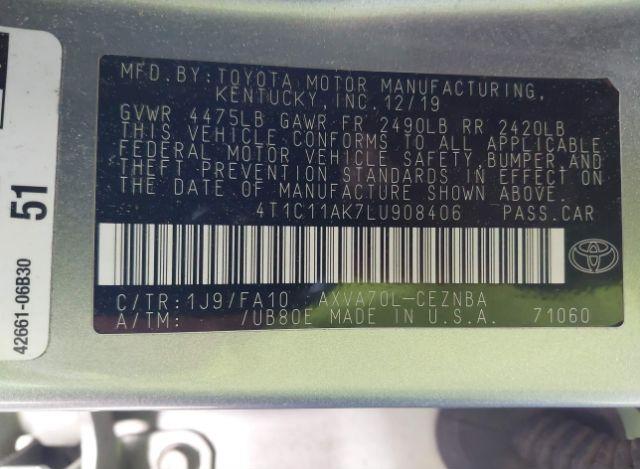 MFD.BY:TOYOTA MOTOR MANUFACTURING,
KENTUCKY, INC.12/19
GVWR 4475LB GAWR FR 2490LB RR 2420LB
THIS VEHICLE CONFORMS TO ALL APPLICABLE
FEDERAL MOTOR VEHICLE SAFETY, BUMPER AND
THEFT PREVENTION STANDARDS IN EFFECT ON
THE DATE OF MANUFACTURE SHOWN ABOVE.
4T1C11AK7LU908406 PASS.CAR
C/TR:1J9/FA10 AXVA70L-CEZNBA
A/TM: /UB80E MADE IN U.S.A. 71060
42661-06B30
51